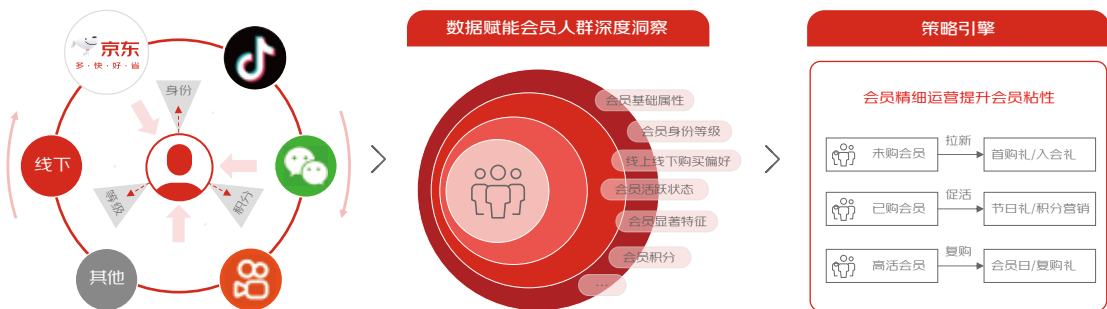 京东
多·快·好·省
身份
线下
等级
积分
其他
数据赋能会员人群深度洞察
会员基础属性
会员身份等级
线上线下购买偏好
会员活跃状态
会员显著特征
会员积分
...
策略引擎
会员精细运营提升会员粘性
未购会员
拉新
首购礼/入会礼
已购会员
促活
节日礼/积分营销
高活会员
复购
会员日/复购礼